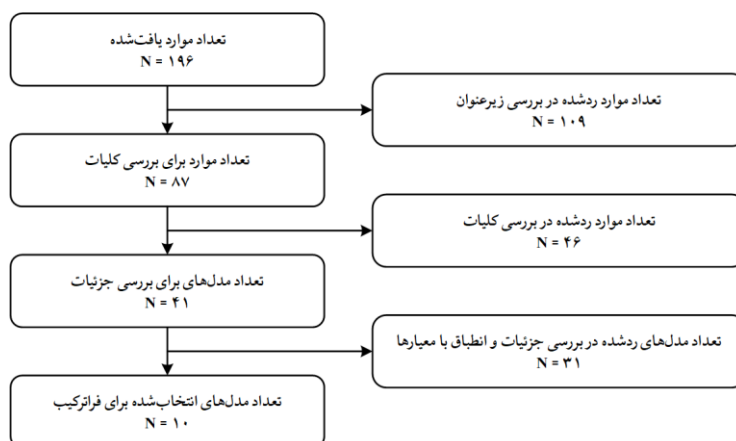 تعداد موارد یافت‌شده
N = ۱۹۶
تعداد موارد ردشده در بررسی زیرعنوان
N = ۱۰۹
تعداد موارد برای بررسی کلیات
N = ۸۷
تعداد موارد ردشده در بررسی کلیات
N = ۴۶
تعداد مدل‌های برای بررسی جزئیات
N = ۴۱
تعداد مدل‌های ردشده در بررسی جزئیات و انطباق با معیارها
N = ۳۱
تعداد مدل‌های انتخاب‌شده برای فراترکیب
N = ۱۰